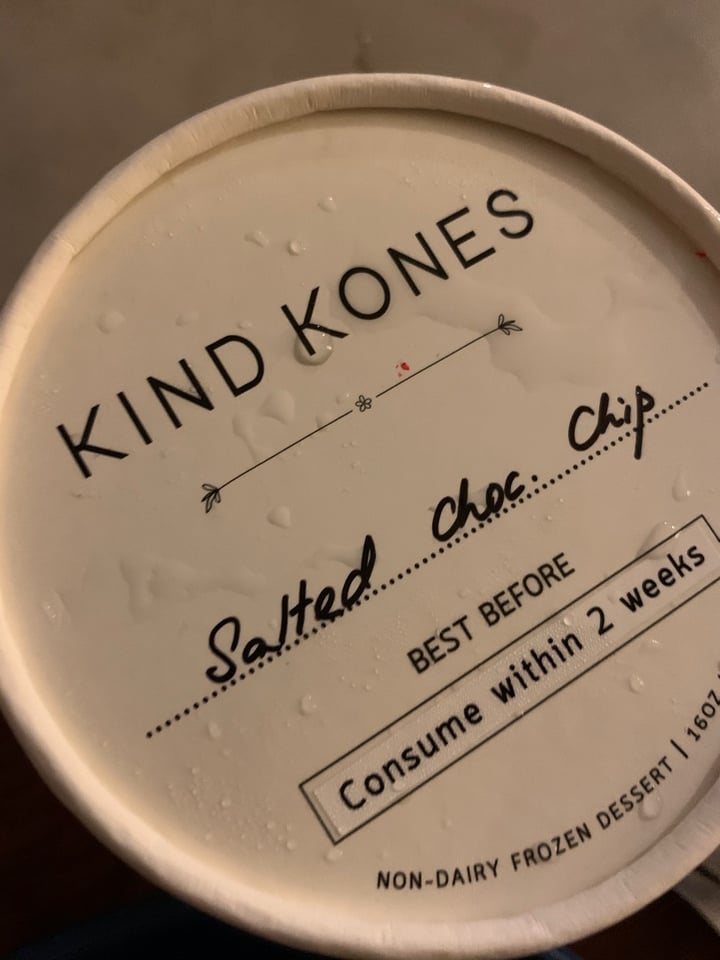 KIND KONES
Salted Choc. Chip
BEST BEFORE
Consume within 2 weeks
NON-DAIRY FROZEN DESSERT | 16OZ